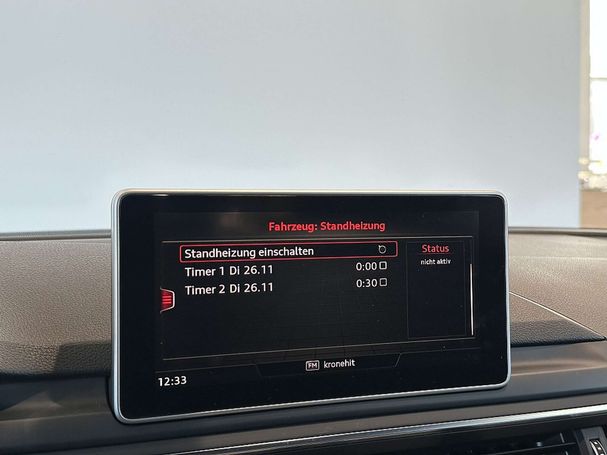 Fahrzeug: Standheizung
Standheizung einschalten
Timer 1 Di 26.11 0:00
Timer 2 Di 26.11 0:30
Status
nicht aktiv
FM kronehit
12:33